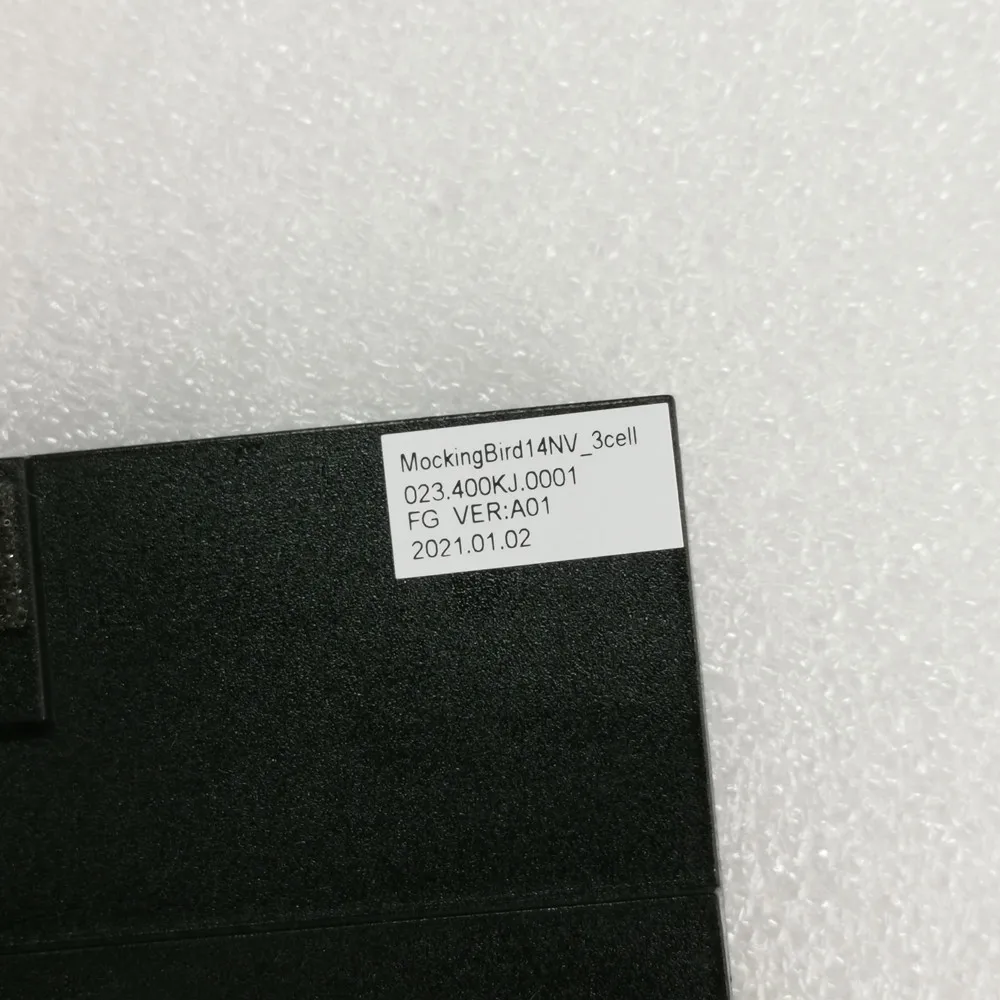 MockingBird14NV_3cell
023.400KJ.0001
FG VER:A01
2021.01.02